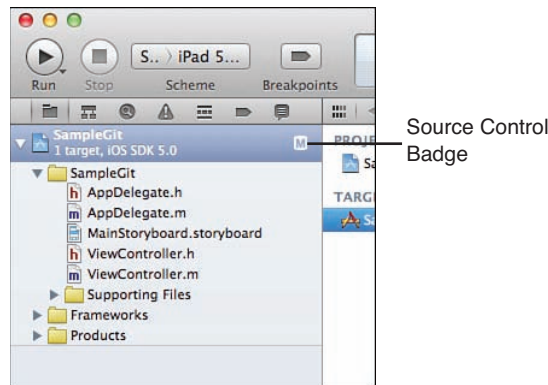 S.. iPad 5...
Run Stop Scheme Breakpoints
SampleGit
1 target, iOS SDK 5.0
M
Source Control
Badge
PROJE
Sa
SampleGit
h AppDelegate.h
TARG
m AppDelegate.m
Sa
MainStoryboard.storyboard
h ViewController.h
m ViewController.m
Supporting Files
Frameworks
Products